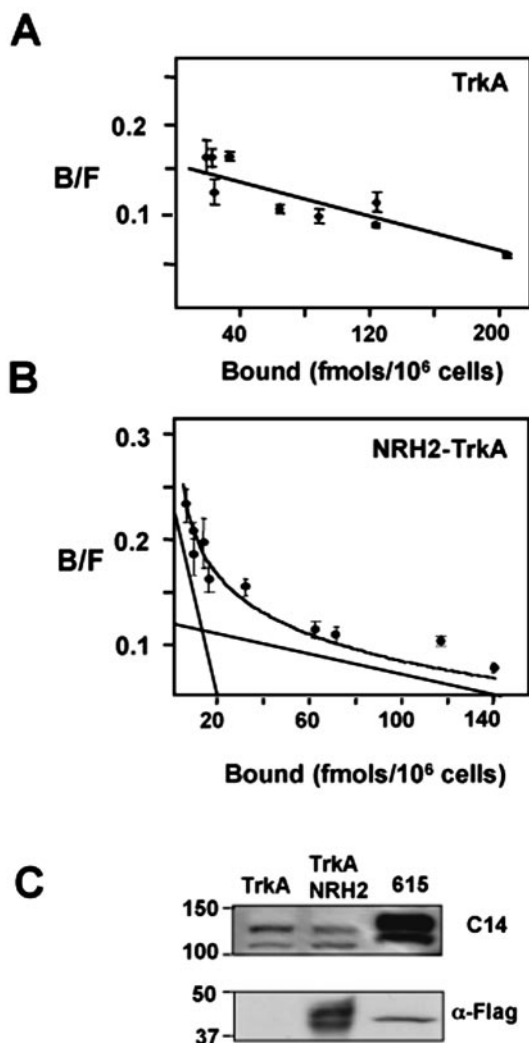 A
TrkA
0.2
B/F
0.1
40 120 200
Bound (fmols/10⁶ cells)
B
0.3
NRH2-TrkA
0.2
B/F
0.1
20 60 100 140
Bound (fmols/10⁶ cells)
C
TrkA TrkA NRH2 615
150
C14
100
50
α-Flag
37